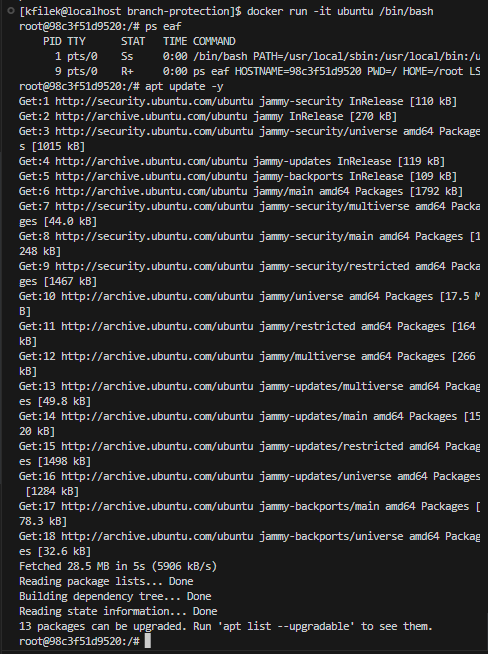 [kfilek@localhost branch-protection]$ docker run -it ubuntu /bin/bash
root@98c3f51d9520:/# ps eaf
PID TTY STAT TIME COMMAND
1 pts/0 Ss 0:00 /bin/bash PATH=/usr/local/sbin:/usr/local/bin:/u
9 pts/0 R+ 0:00 ps eaf HOSTNAME=98c3f51d9520 PWD=/ HOME=/root LS
root@98c3f51d9520:/# apt update -y
Get:1 http://security.ubuntu.com/ubuntu jammy-security InRelease [110 kB]
Get:2 http://archive.ubuntu.com/ubuntu jammy InRelease [270 kB]
Get:3 http://security.ubuntu.com/ubuntu jammy-security/universe amd64 Package
s [1015 kB]
Get:4 http://archive.ubuntu.com/ubuntu jammy-updates InRelease [119 kB]
Get:5 http://archive.ubuntu.com/ubuntu jammy-backports InRelease [109 kB]
Get:6 http://archive.ubuntu.com/ubuntu jammy/main amd64 Packages [1792 kB]
Get:7 http://security.ubuntu.com/ubuntu jammy-security/multiverse amd64 Packa
ges [44.0 kB]
Get:8 http://security.ubuntu.com/ubuntu jammy-security/main amd64 Packages [1
248 kB]
Get:9 http://security.ubuntu.com/ubuntu jammy-security/restricted amd64 Packa
ges [1467 kB]
Get:10 http://archive.ubuntu.com/ubuntu jammy/universe amd64 Packages [17.5 M
B]
Get:11 http://archive.ubuntu.com/ubuntu jammy/restricted amd64 Packages [164
kB]
Get:12 http://archive.ubuntu.com/ubuntu jammy/multiverse amd64 Packages [266
kB]
Get:13 http://archive.ubuntu.com/ubuntu jammy-updates/multiverse amd64 Packag
es [49.8 kB]
Get:14 http://archive.ubuntu.com/ubuntu jammy-updates/main amd64 Packages [15
20 kB]
Get:15 http://archive.ubuntu.com/ubuntu jammy-updates/restricted amd64 Packag
es [1498 kB]
Get:16 http://archive.ubuntu.com/ubuntu jammy-updates/universe amd64 Packages
[1284 kB]
Get:17 http://archive.ubuntu.com/ubuntu jammy-backports/main amd64 Packages [
78.3 kB]
Get:18 http://archive.ubuntu.com/ubuntu jammy-backports/universe amd64 Packag
es [32.6 kB]
Fetched 28.5 MB in 5s (5906 kB/s)
Reading package lists... Done
Building dependency tree... Done
Reading state information... Done
13 packages can be upgraded. Run 'apt list --upgradable' to see them.
root@98c3f51d9520:/#